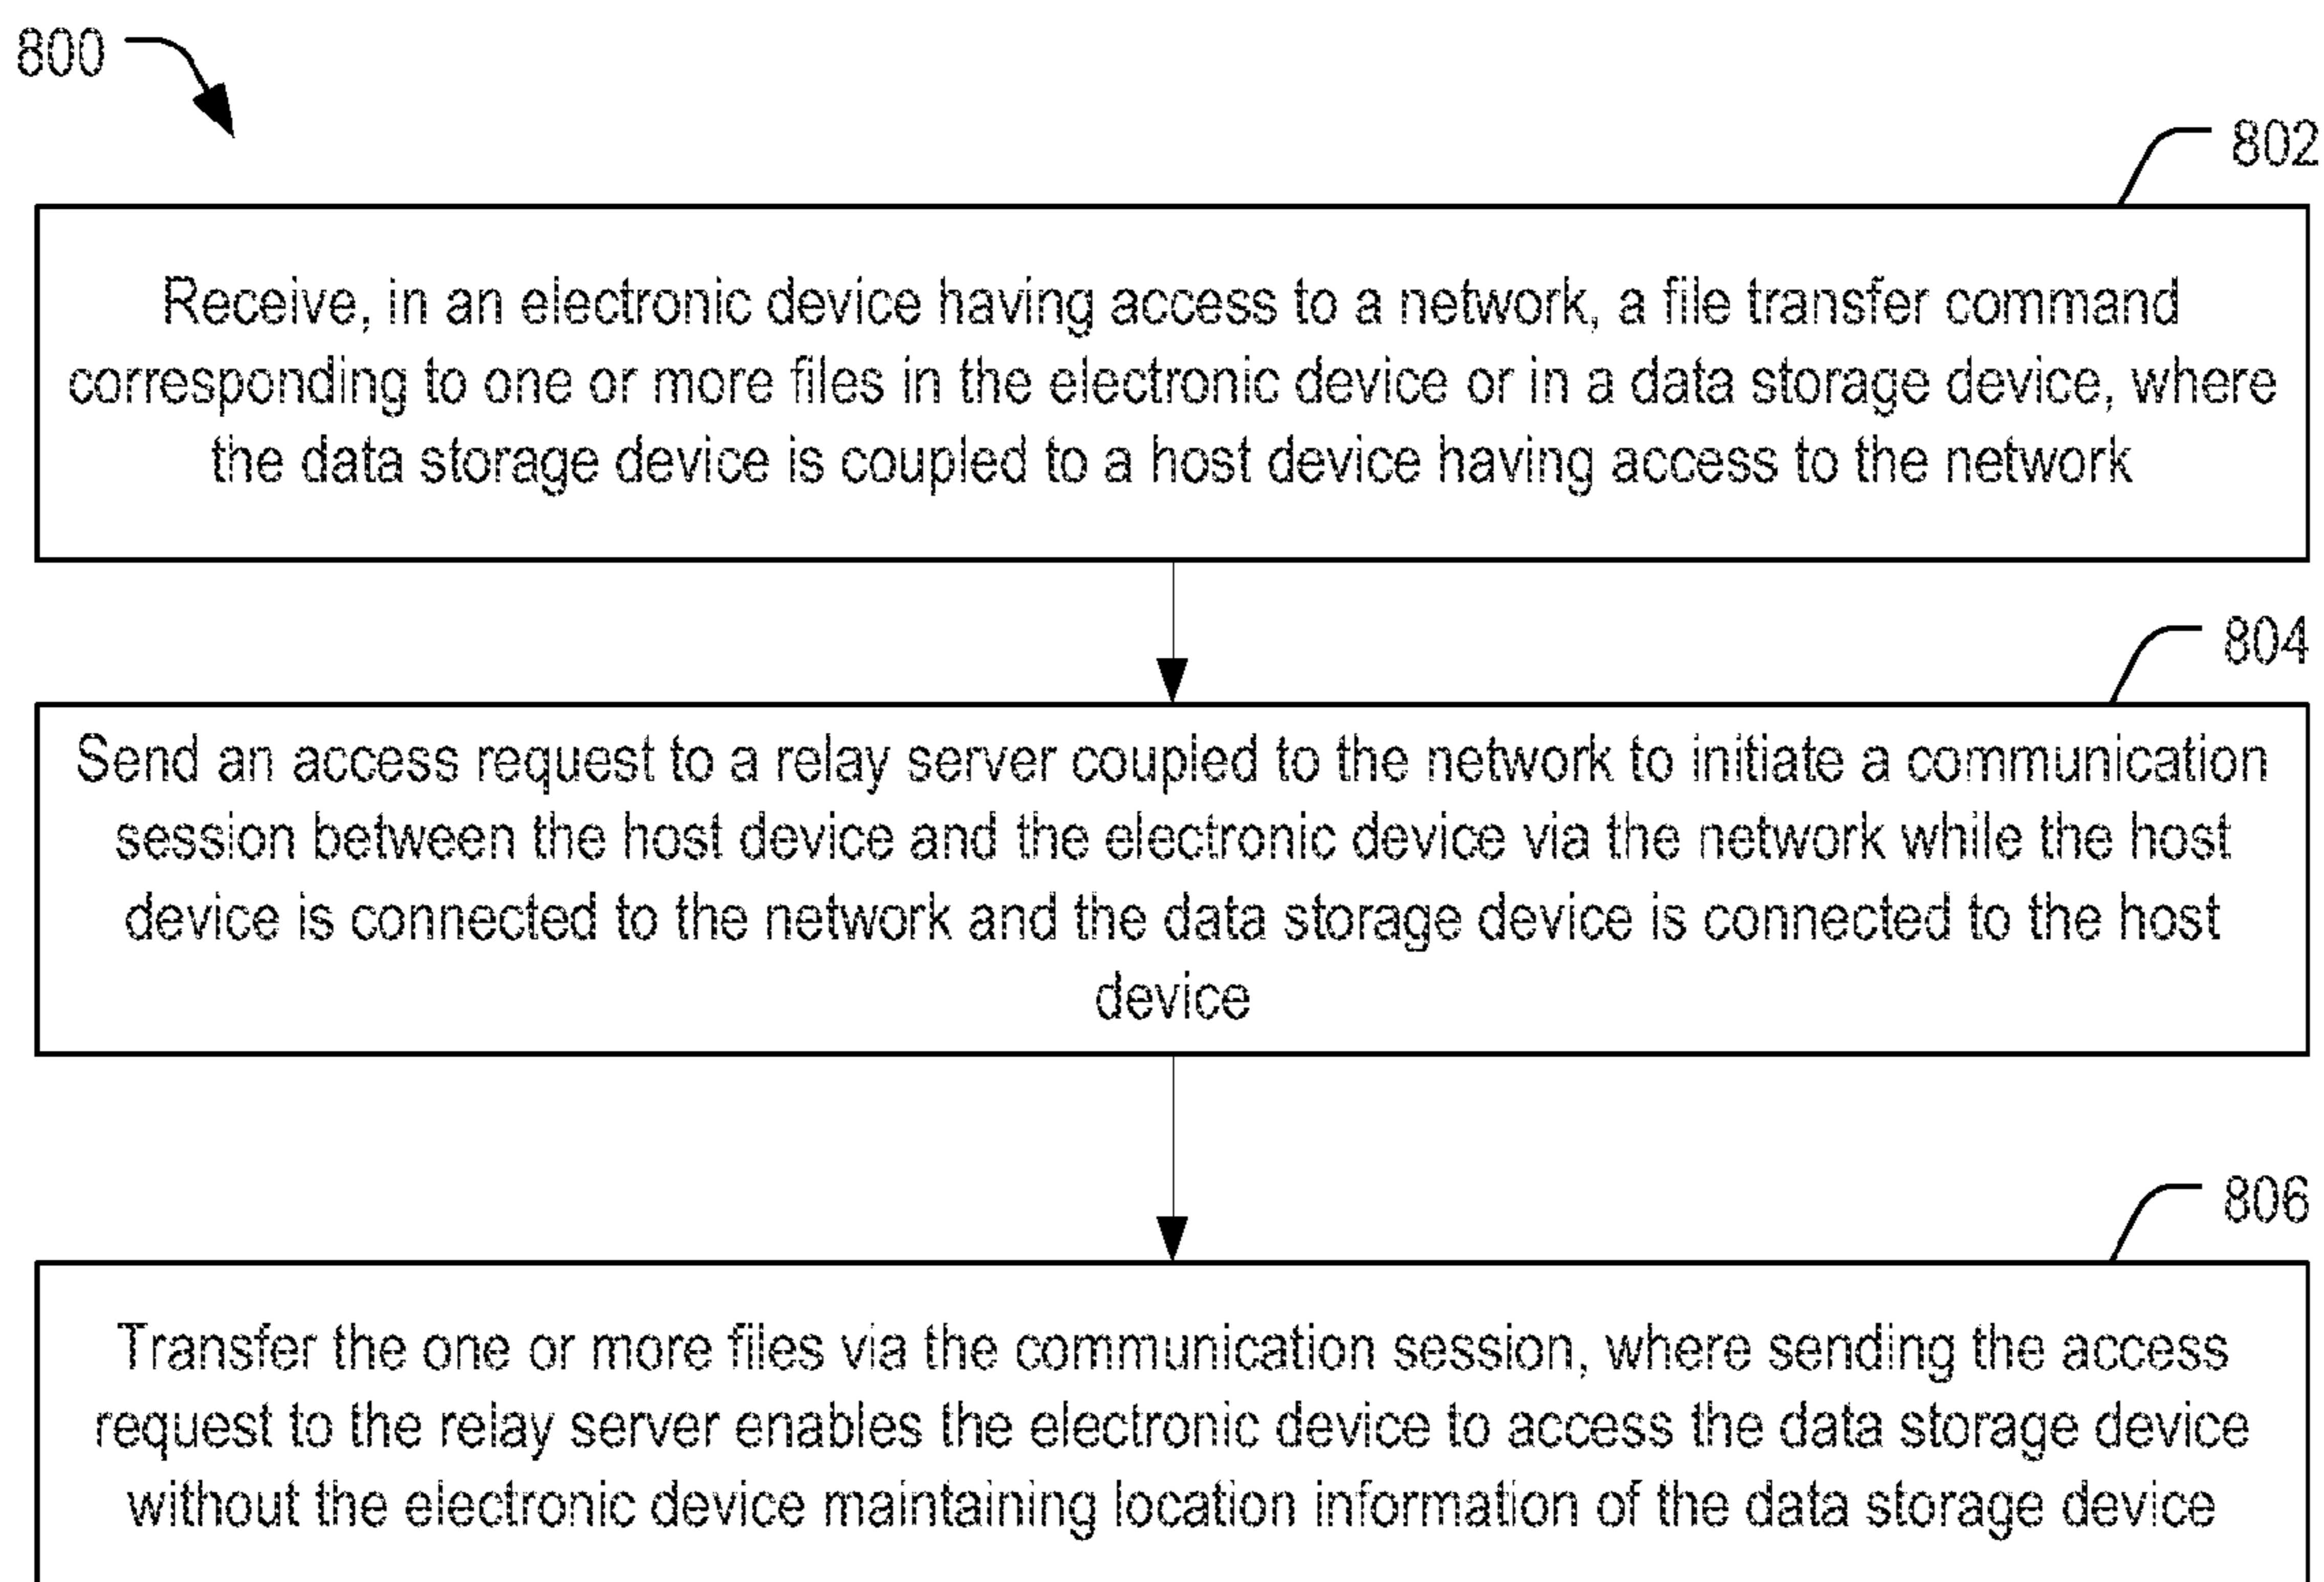 800
802
Receive, in an electronic device having access to a network, a file transfer command
corresponding to one or more files in the electronic device or in a data storage device, where
the data storage device is coupled to a host device having access to the network
804
Send an access request to a relay server coupled to the network to initiate a communication
session between the host device and the electronic device via the network while the host
device is connected to the network and the data storage device is connected to the host
device
806
Transfer the one or more files via the communication session, where sending the access
request to the relay server enables the electronic device to access the data storage device
without the electronic device maintaining location information of the data storage device